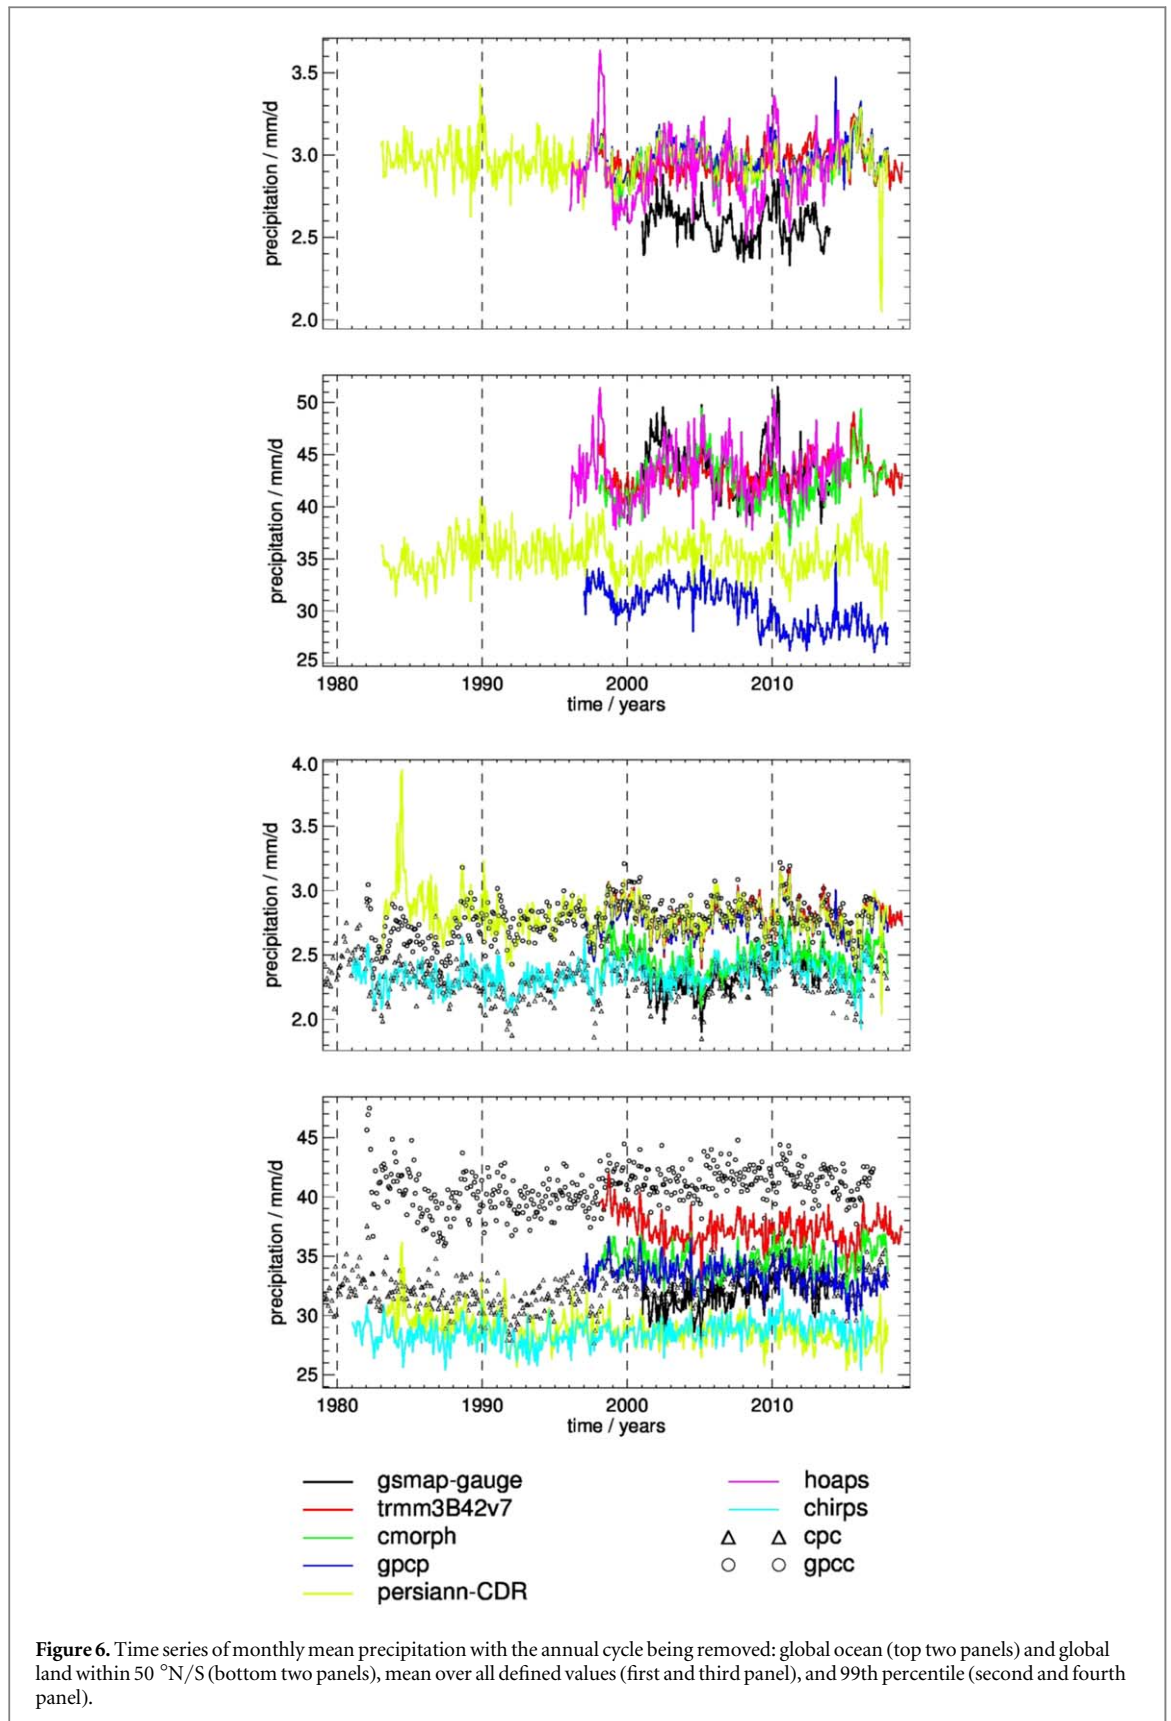 3.5
3.0
2.5
2.0
precipitation / mm/d
50
45
40
35
30
25
precipitation / mm/d
1980 1990 2000 2010
time / years
4.0
3.5
3.0
2.5
2.0
precipitation / mm/d
45
40
35
30
25
precipitation / mm/d
1980 1990 2000 2010
time / years
gsmap-gauge
trmm3B42v7
cmorph
gpcp
persiann-CDR
hoaps
chirps
cpc
gpcc
Figure 6. Time series of monthly mean precipitation with the annual cycle being removed: global ocean (top two panels) and global
land within 50 °N/S (bottom two panels), mean over all defined values (first and third panel), and 99th percentile (second and fourth
panel).